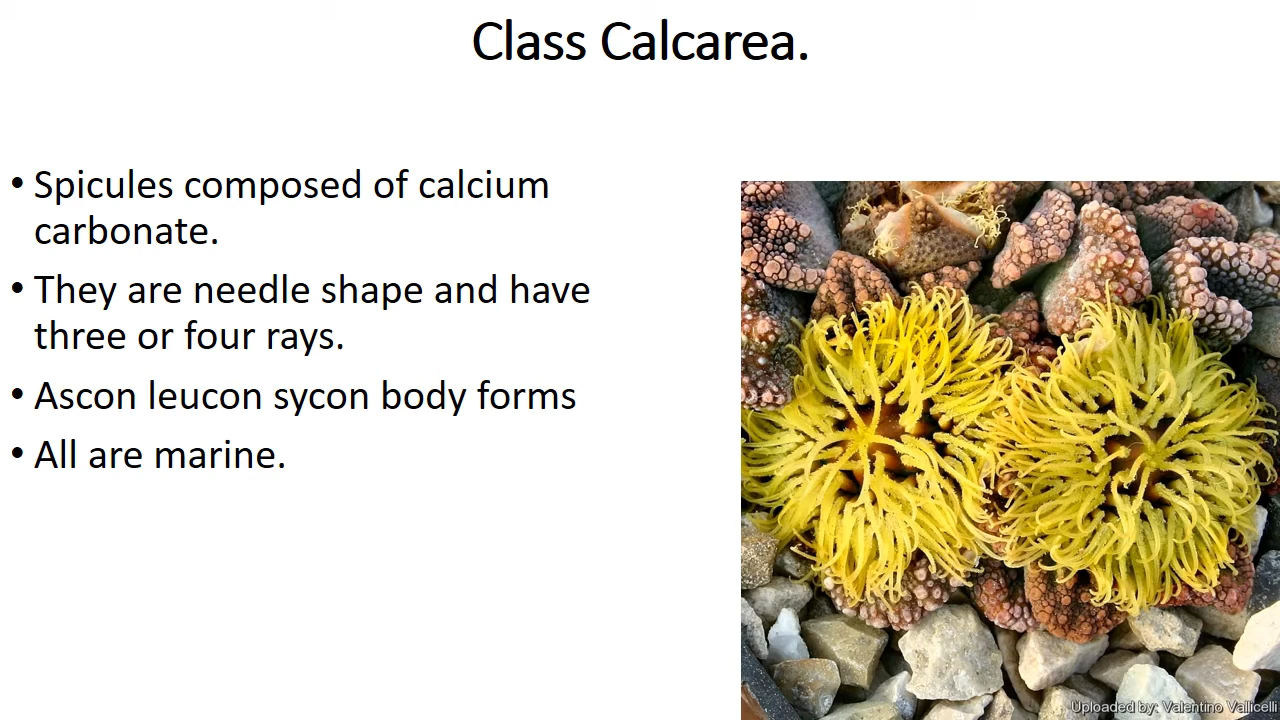 Class Calcarea.
• Spicules composed of calcium
carbonate.
• They are needle shape and have
three or four rays.
• Ascon leucon sycon body forms
• All are marine.
Uploaded by: Valentino Vallicelli